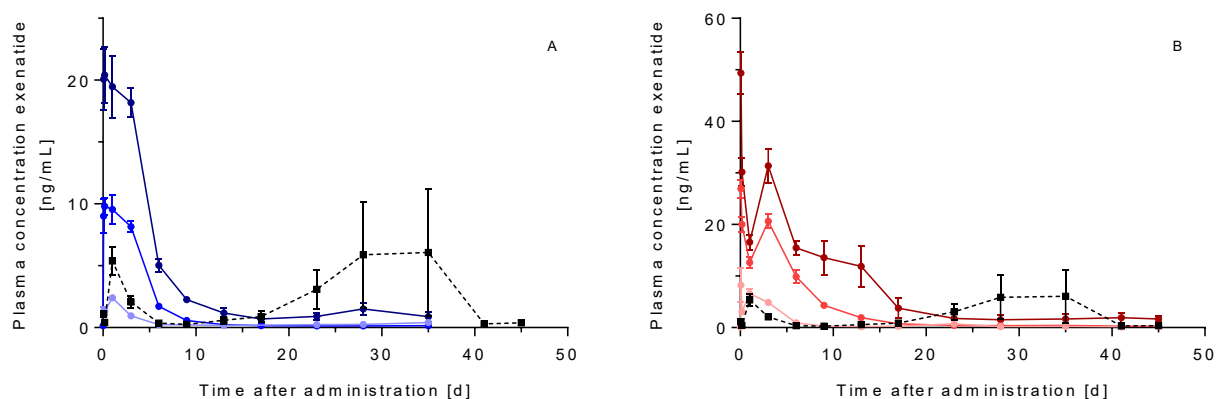 Plasma concentration exenatide
[ng/mL]
20
10
0
A
0 10 20 30 40 50
Time after administration [d]
Plasma concentration exenatide
[ng/mL]
60
40
20
0
B
0 10 20 30 40 50
Time after administration [d]